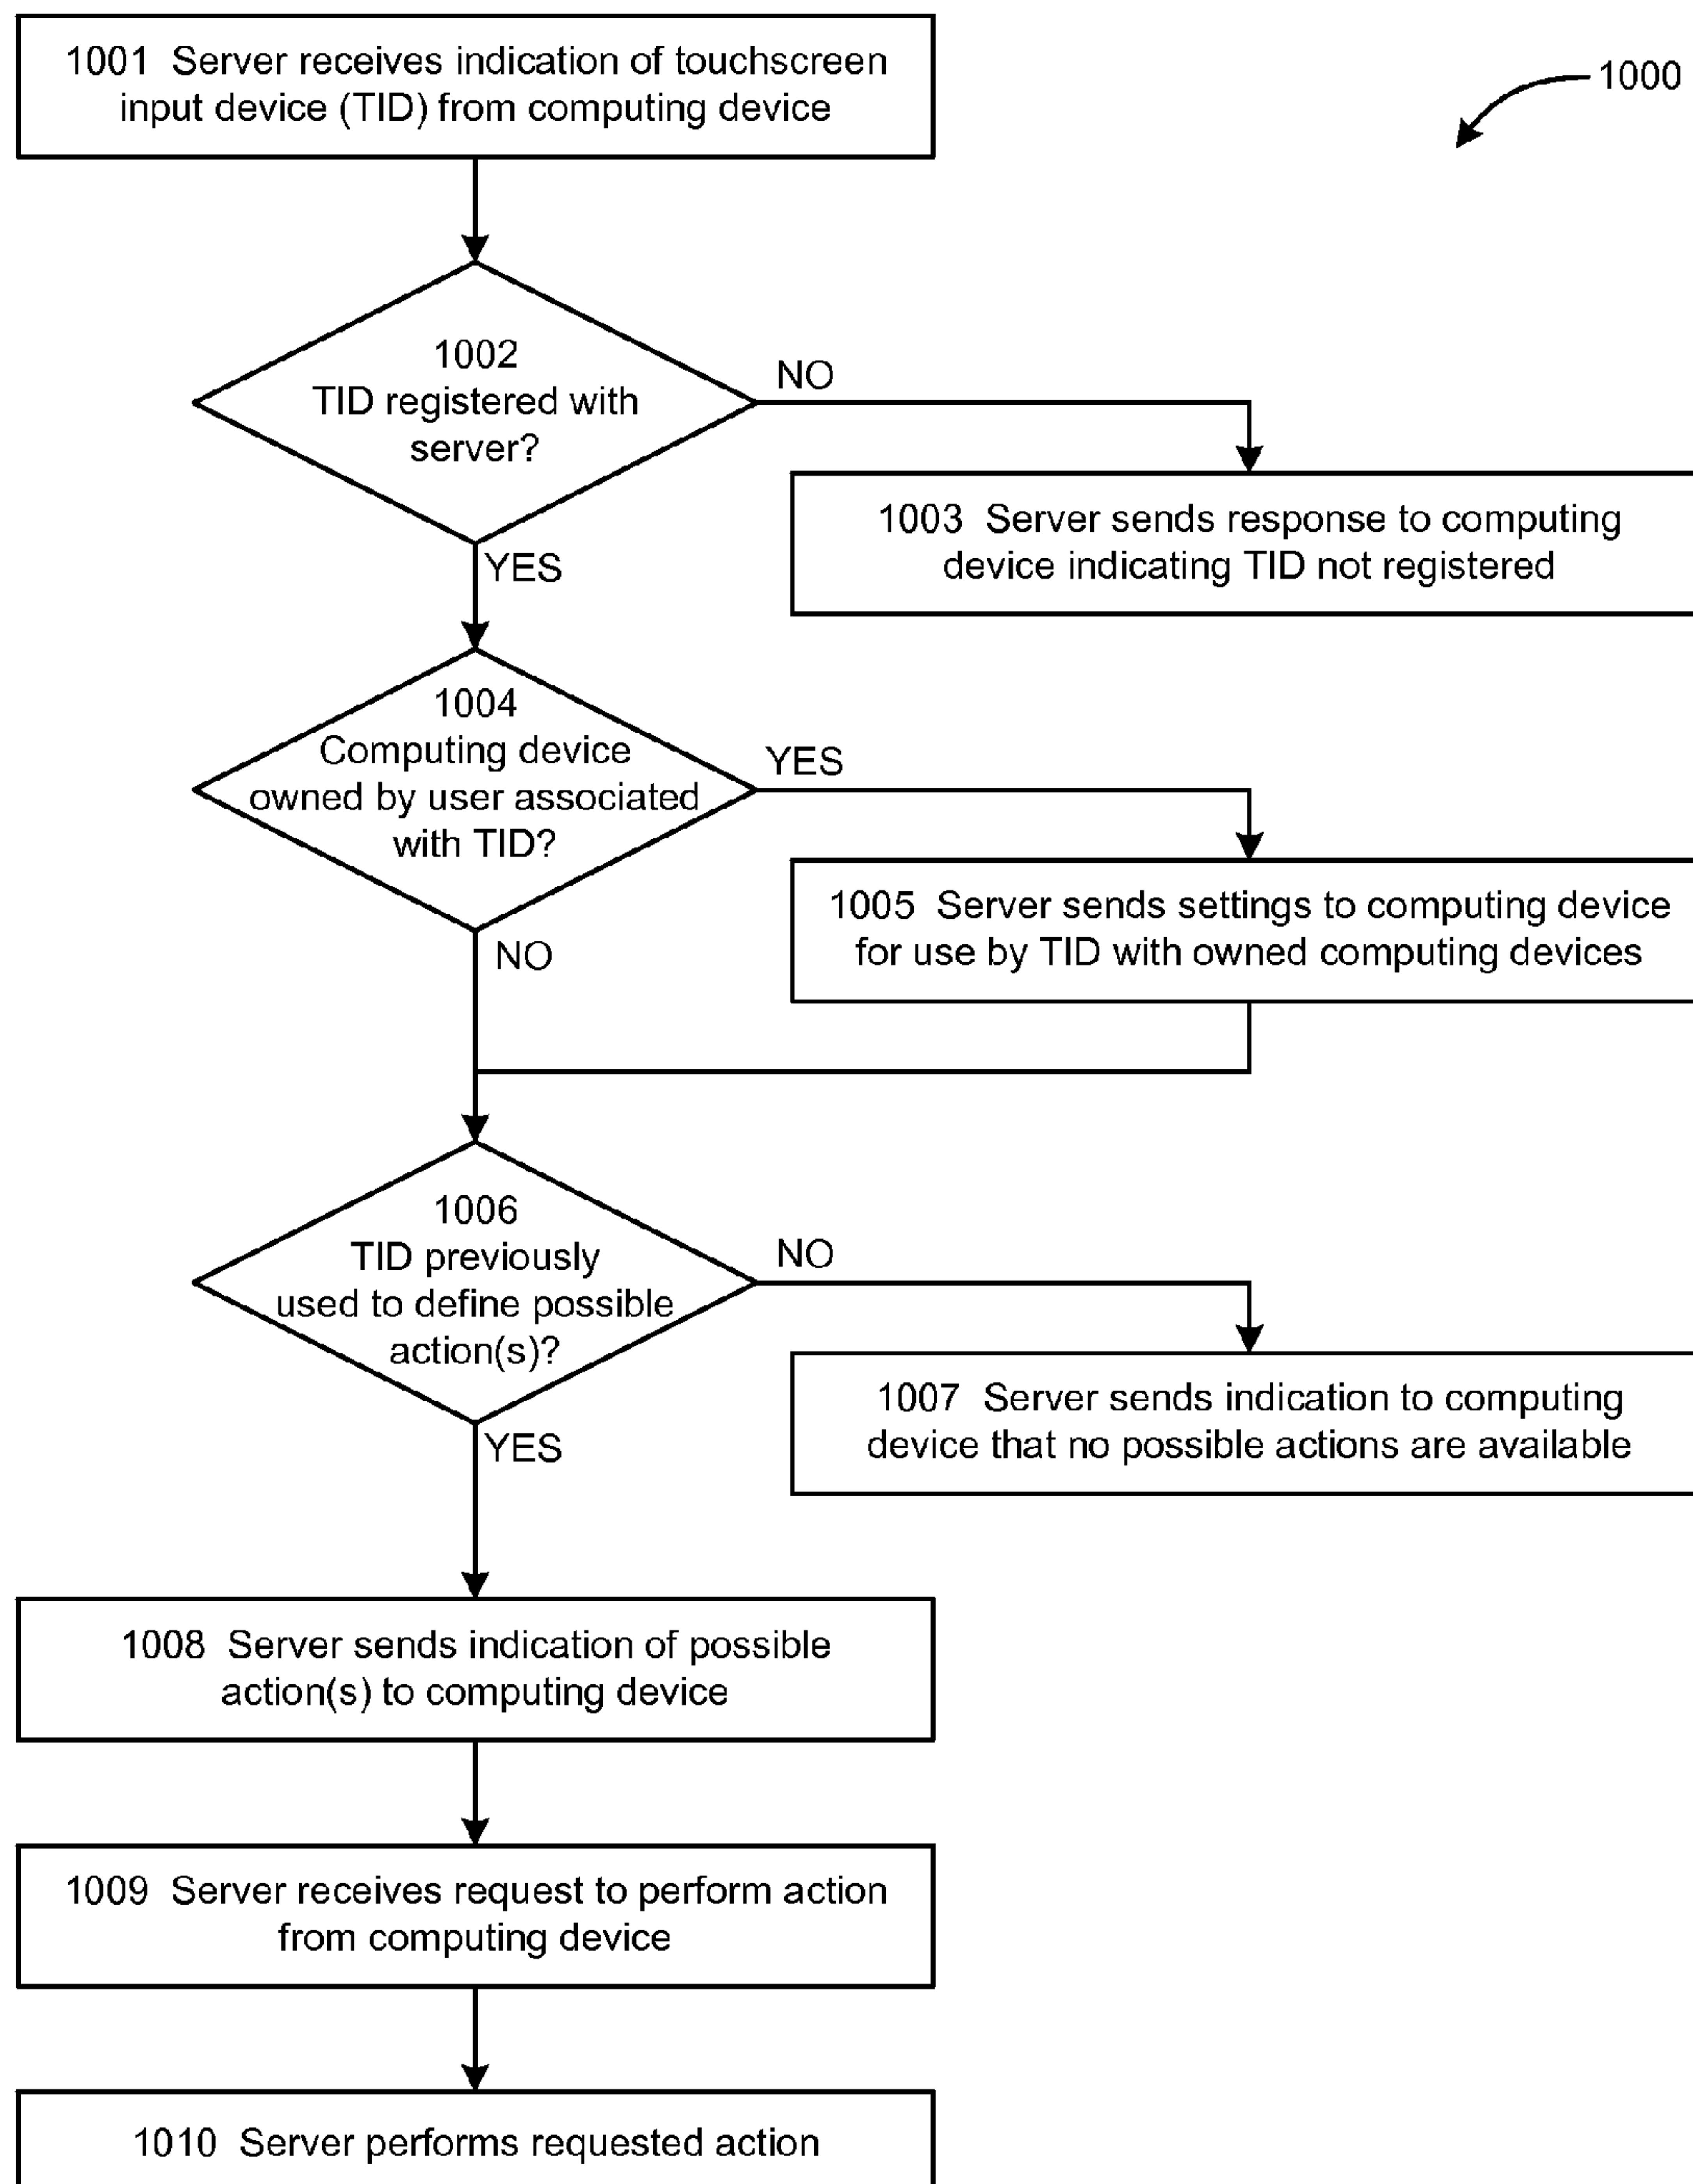 1001 Server receives indication of touchscreen
input device (TID) from computing device
1000
1002
TID registered with
server?
NO
YES
1003 Server sends response to computing
device indicating TID not registered
1004
Computing device
owned by user associated
with TID?
YES
NO
1005 Server sends settings to computing device
for use by TID with owned computing devices
1006
TID previously
used to define possible
action(s)?
NO
YES
1007 Server sends indication to computing
device that no possible actions are available
1008 Server sends indication of possible
action(s) to computing device
1009 Server receives request to perform action
from computing device
1010 Server performs requested action